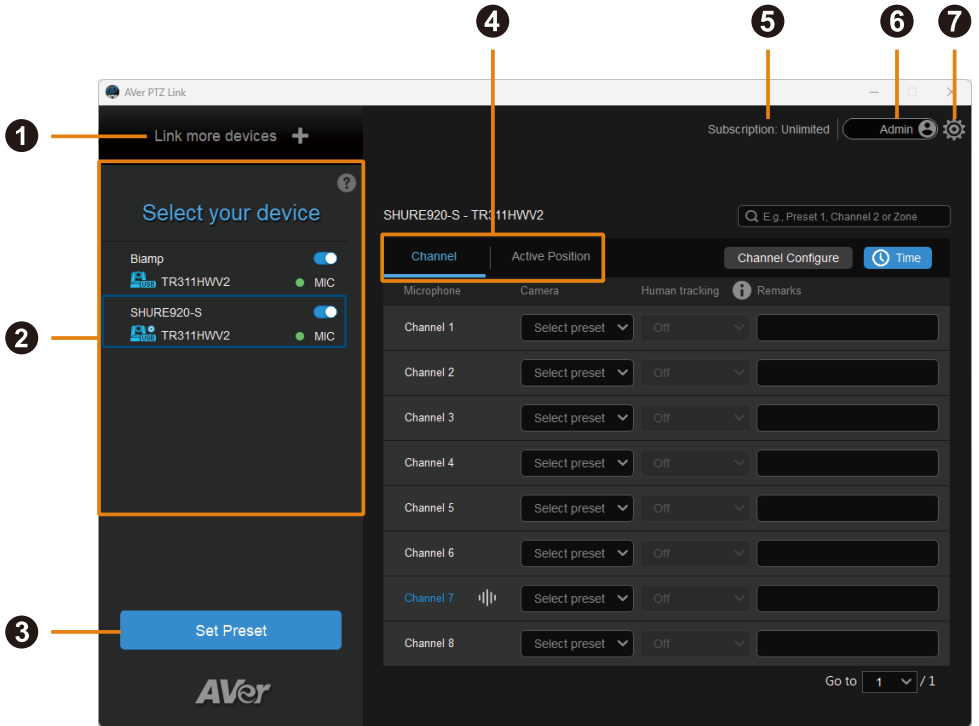 4
5
6
7
AVer PTZ Link
1
Link more devices
Subscription: Unlimited
Admin
?
Select your device
SHURE920-S - TR311HWV2
E.g., Preset 1, Channel 2 or Zone
Channel
Active Position
Channel Configure
Time
Biamp
USB TR311HWV2
MIC
Microphone
Camera
Human tracking
i
Remarks
2
SHURE920-S
USB TR311HWV2
MIC
Channel 1
Select preset
Off
Channel 2
Select preset
Off
Channel 3
Select preset
Off
Channel 4
Select preset
Off
Channel 5
Select preset
Off
Channel 6
Select preset
Off
Channel 7
Select preset
Off
3
Set Preset
Channel 8
Select preset
Off
AVer
Go to 1 / 1